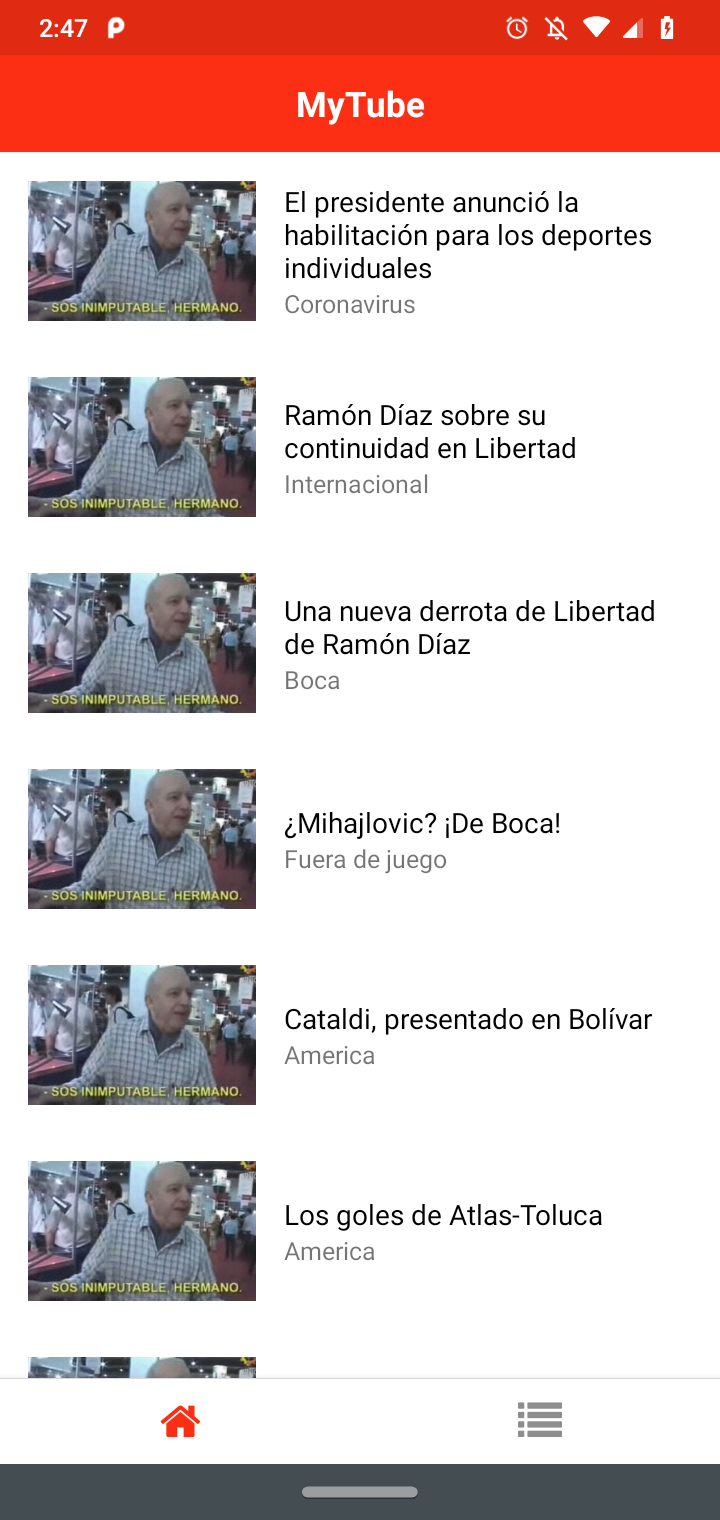 2:47
MyTube
- SOS INIMPUTABLE, HERMANO.
El presidente anunció la
habilitación para los deportes
individuales
Coronavirus
- SOS INIMPUTABLE, HERMANO.
Ramón Díaz sobre su
continuidad en Libertad
Internacional
- SOS INIMPUTABLE, HERMANO.
Una nueva derrota de Libertad
de Ramón Díaz
Boca
- SOS INIMPUTABLE, HERMANO.
¿Mihajlovic? ¡De Boca!
Fuera de juego
- SOS INIMPUTABLE, HERMANO.
Cataldi, presentado en Bolívar
America
- SOS INIMPUTABLE, HERMANO.
Los goles de Atlas-Toluca
America